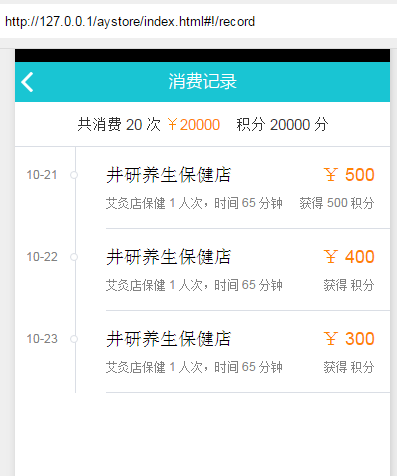 http://127.0.0.1/aystore/index.html#!/record
消费记录
共消费 20 次 ￥20000 积分 20000 分
10-21 井研养生保健店 ￥ 500
艾灸店保健 1 人次，时间 65 分钟 获得 500 积分
10-22 井研养生保健店 ￥ 400
艾灸店保健 1 人次，时间 65 分钟 获得 积分
10-23 井研养生保健店 ￥ 300
艾灸店保健 1 人次，时间 65 分钟 获得 积分